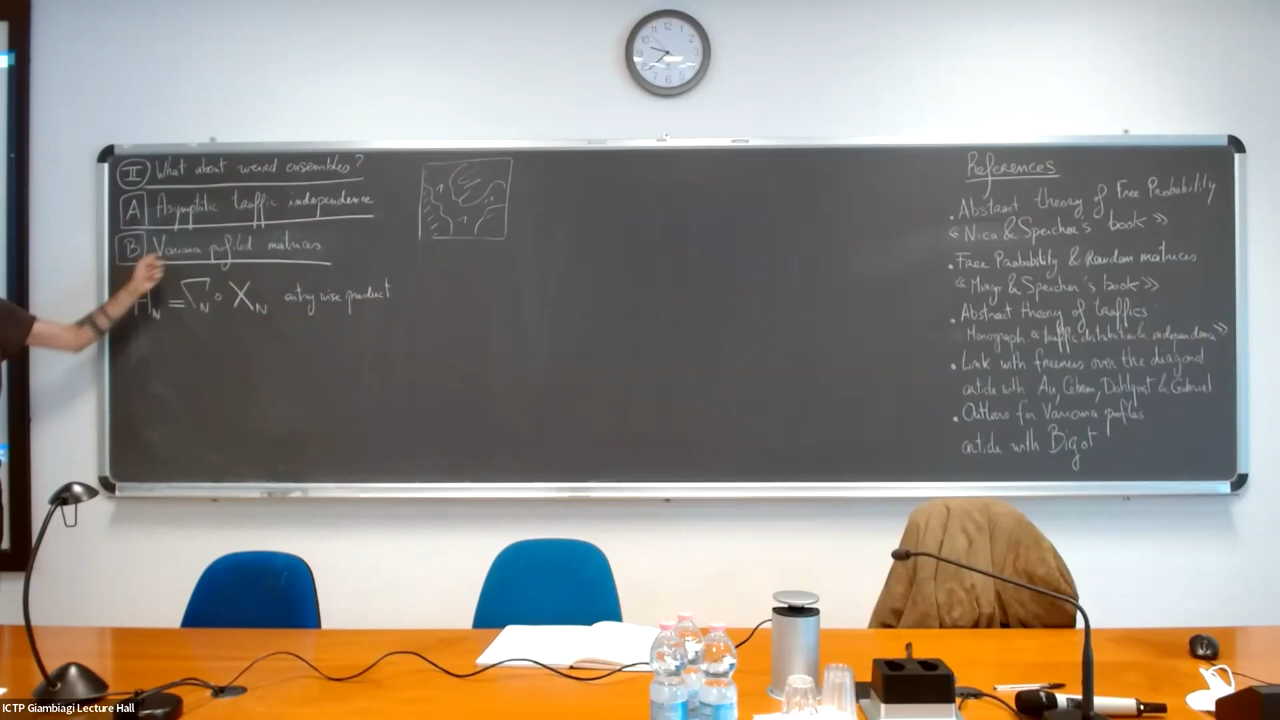 II What about weird ensembles?
A Asymptotic traffic independence
B Variance profiled matrices
H_N = Γ_N ∘ X_N entry wise product
References
. Abstract theory of Free Probability
« Nica & Speicher's book »
. Free Probability & Random matrices
« Mingo & Speicher's book »
. Abstract theory of traffics
Monograph « traffic distributions & independence »
. Link with freeness over the diagonal
article with Au, Cébron, Dahlqvist & Gabriel
. Outlines for Variance profiles
article with Bigot
ICTP Giambiagi Lecture Hall